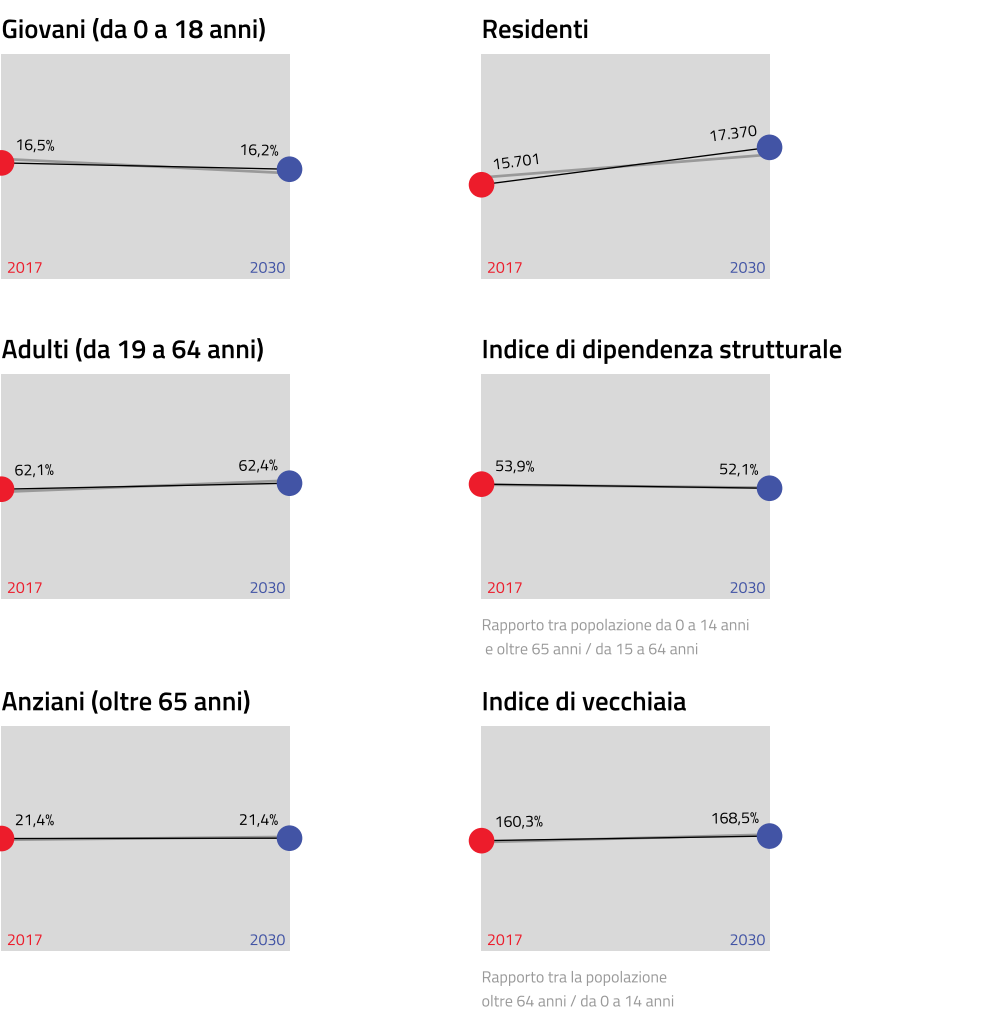 Giovani (da 0 a 18 anni)
16,5%
16,2%
2017
2030
Residenti
15.701
17.370
2017
2030
Adulti (da 19 a 64 anni)
62,1%
62,4%
2017
2030
Indice di dipendenza strutturale
53,9%
52,1%
2017
2030
Rapporto tra popolazione da 0 a 14 anni
e oltre 65 anni / da 15 a 64 anni
Anziani (oltre 65 anni)
21,4%
21,4%
2017
2030
Indice di vecchiaia
160,3%
168,5%
2017
2030
Rapporto tra la popolazione
oltre 64 anni / da 0 a 14 anni